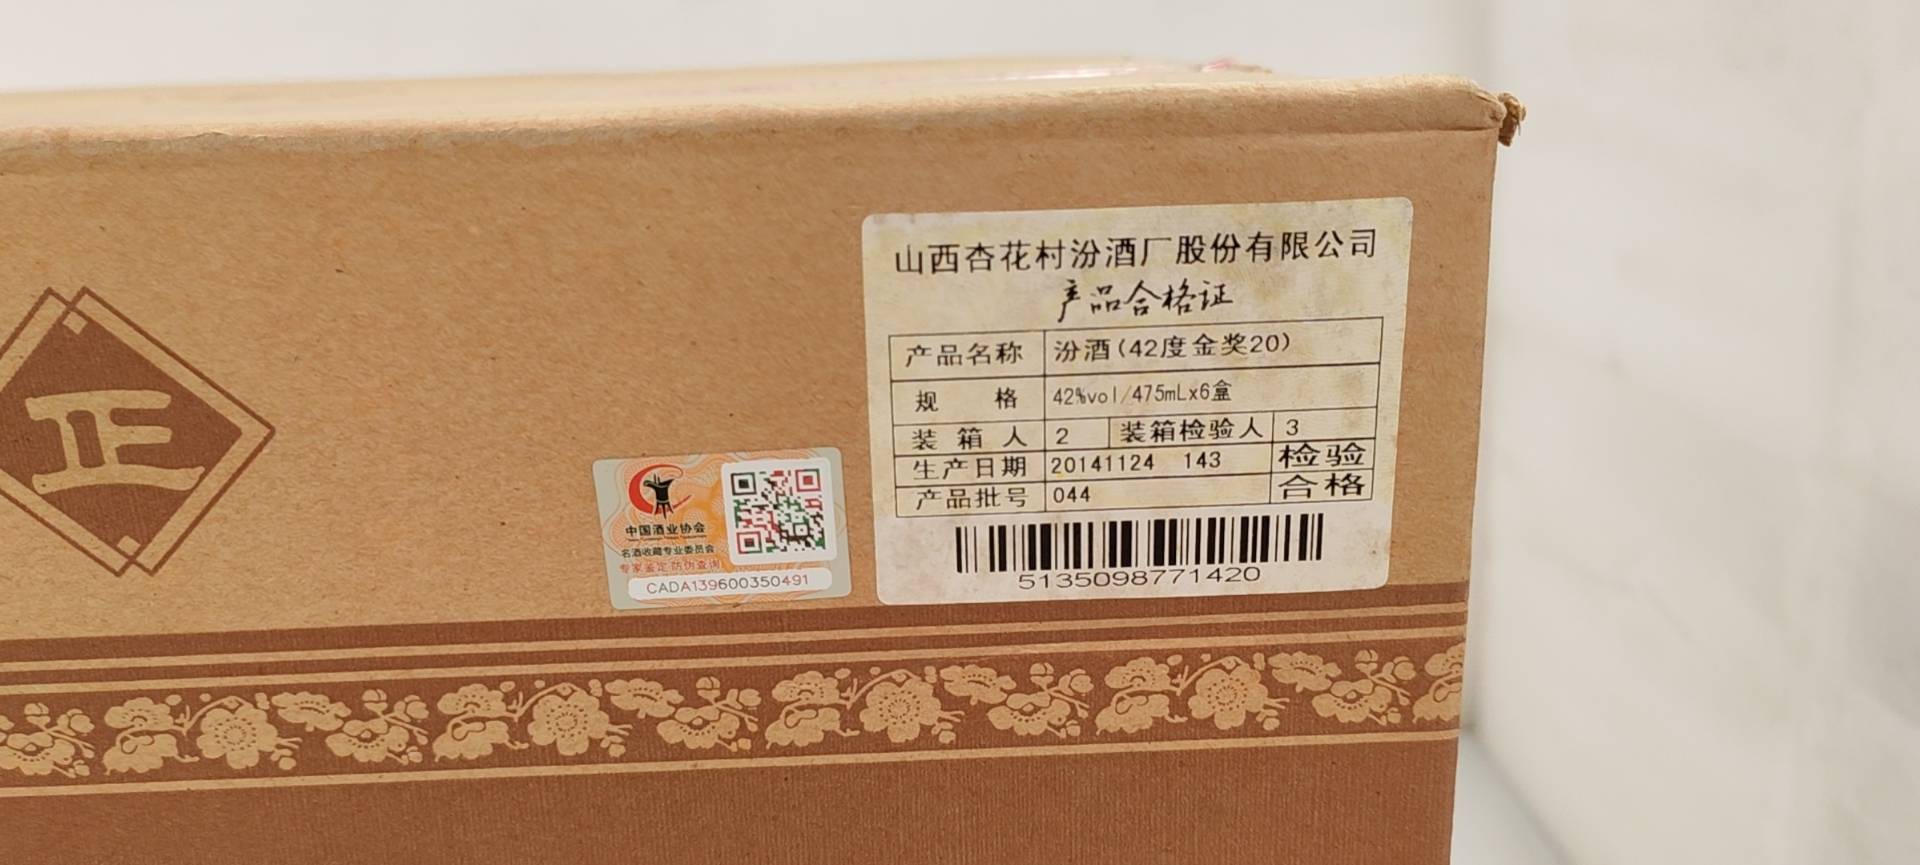 正
中国酒业协会
名酒收藏专业委员会
专家鉴定 防伪查询
CADA139600350491
山西杏花村汾酒厂股份有限公司
产品合格证
产品名称 汾酒(42度金奖20)
规 格 42%vol/475mLx6盒
装 箱 人 2 装箱检验人 3
生产日期 20141124 143 检验
产品批号 044 合格
5135098771420